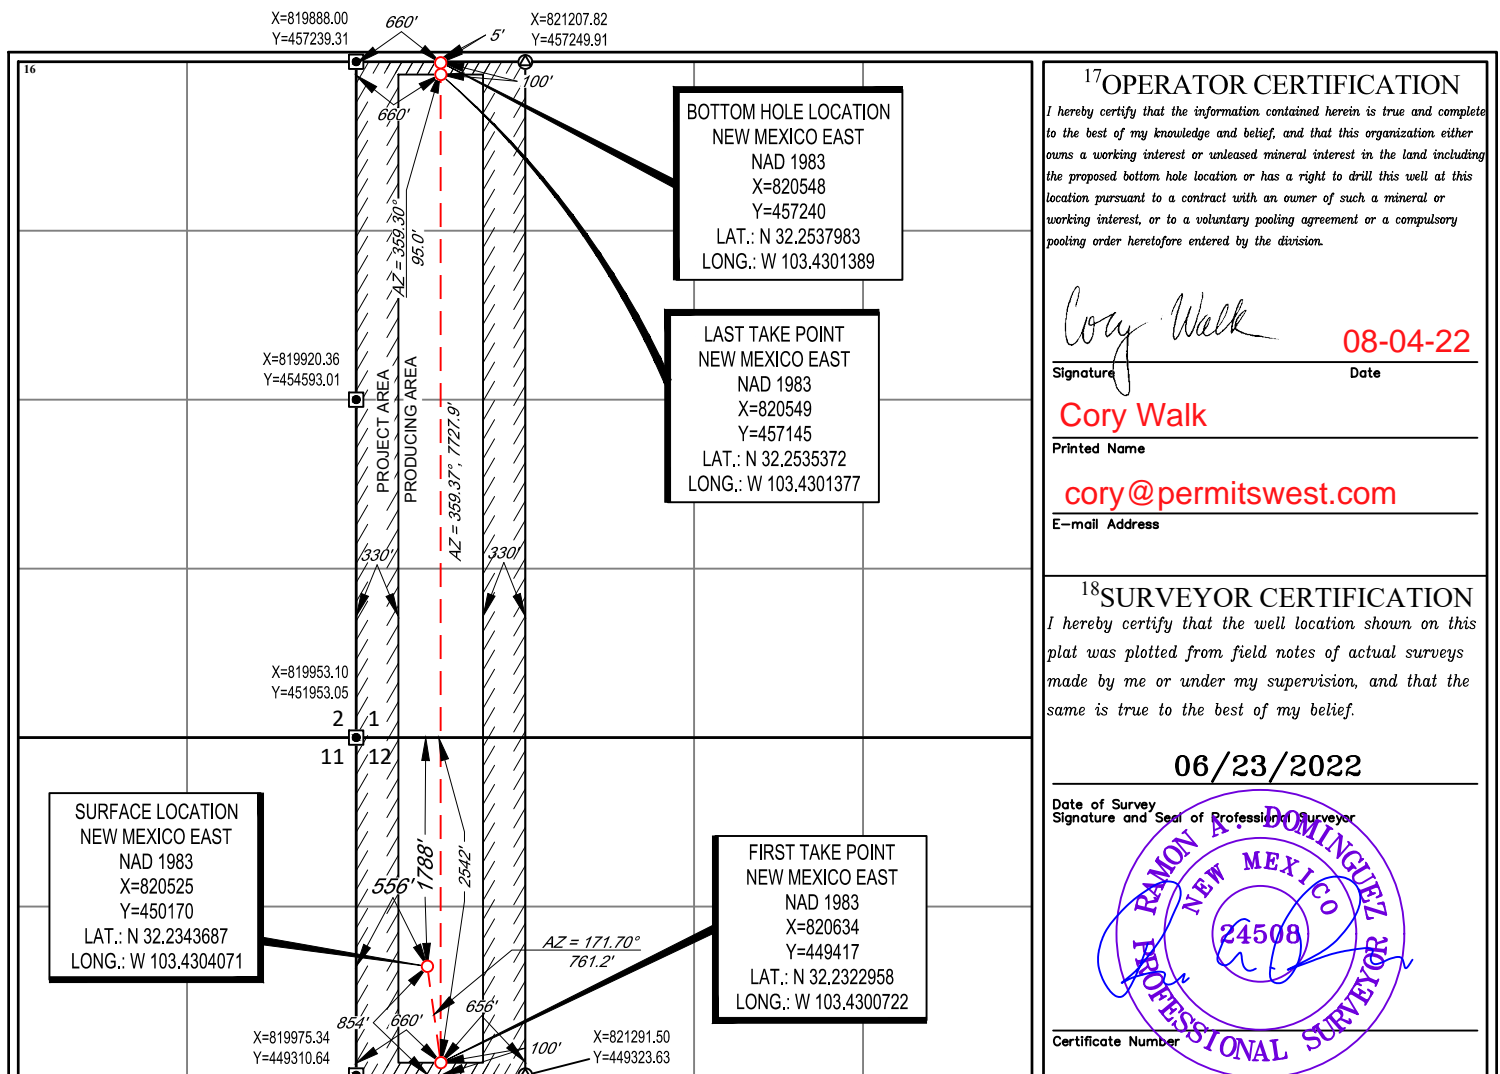 X=819888.00
Y=457239.31
660'
5'
X=821207.82
Y=457249.91
16
100'
660'
BOTTOM HOLE LOCATION
NEW MEXICO EAST
NAD 1983
X=820548
Y=457240
LAT.: N 32.2537983
LONG.: W 103.4301389
AZ = 359.30°
95.0'
LAST TAKE POINT
NEW MEXICO EAST
NAD 1983
X=820549
Y=457145
LAT.: N 32.2535372
LONG.: W 103.4301377
X=819920.36
Y=454593.01
PROJECT AREA
PRODUCING AREA
AZ = 359.37°, 7727.9'
330'
330'
X=819953.10
Y=451953.05
2
1
11
12
SURFACE LOCATION
NEW MEXICO EAST
NAD 1983
X=820525
Y=450170
LAT.: N 32.2343687
LONG.: W 103.4304071
556'
1788'
2542'
AZ = 171.70°
761.2'
FIRST TAKE POINT
NEW MEXICO EAST
NAD 1983
X=820634
Y=449417
LAT.: N 32.2322958
LONG.: W 103.4300722
854'
660'
656'
100'
X=819975.34
Y=449310.64
X=821291.50
Y=449323.63
17OPERATOR CERTIFICATION
I hereby certify that the information contained herein is true and complete
to the best of my knowledge and belief, and that this organization either
owns a working interest or unleased mineral interest in the land including
the proposed bottom hole location or has a right to drill this well at this
location pursuant to a contract with an owner of such a mineral or
working interest, or to a voluntary pooling agreement or a compulsory
pooling order heretofore entered by the division.
Cory Walk
08-04-22
Signature
Date
Cory Walk
Printed Name
cory@permitswest.com
E-mail Address
18SURVEYOR CERTIFICATION
I hereby certify that the well location shown on this
plat was plotted from field notes of actual surveys
made by me or under my supervision, and that the
same is true to the best of my belief.
06/23/2022
Date of Survey
Signature and Seal of Professional Surveyor
RAMON A. DOMINGUEZ
NEW MEXICO
24508
PROFESSIONAL SURVEYOR
Certificate Number